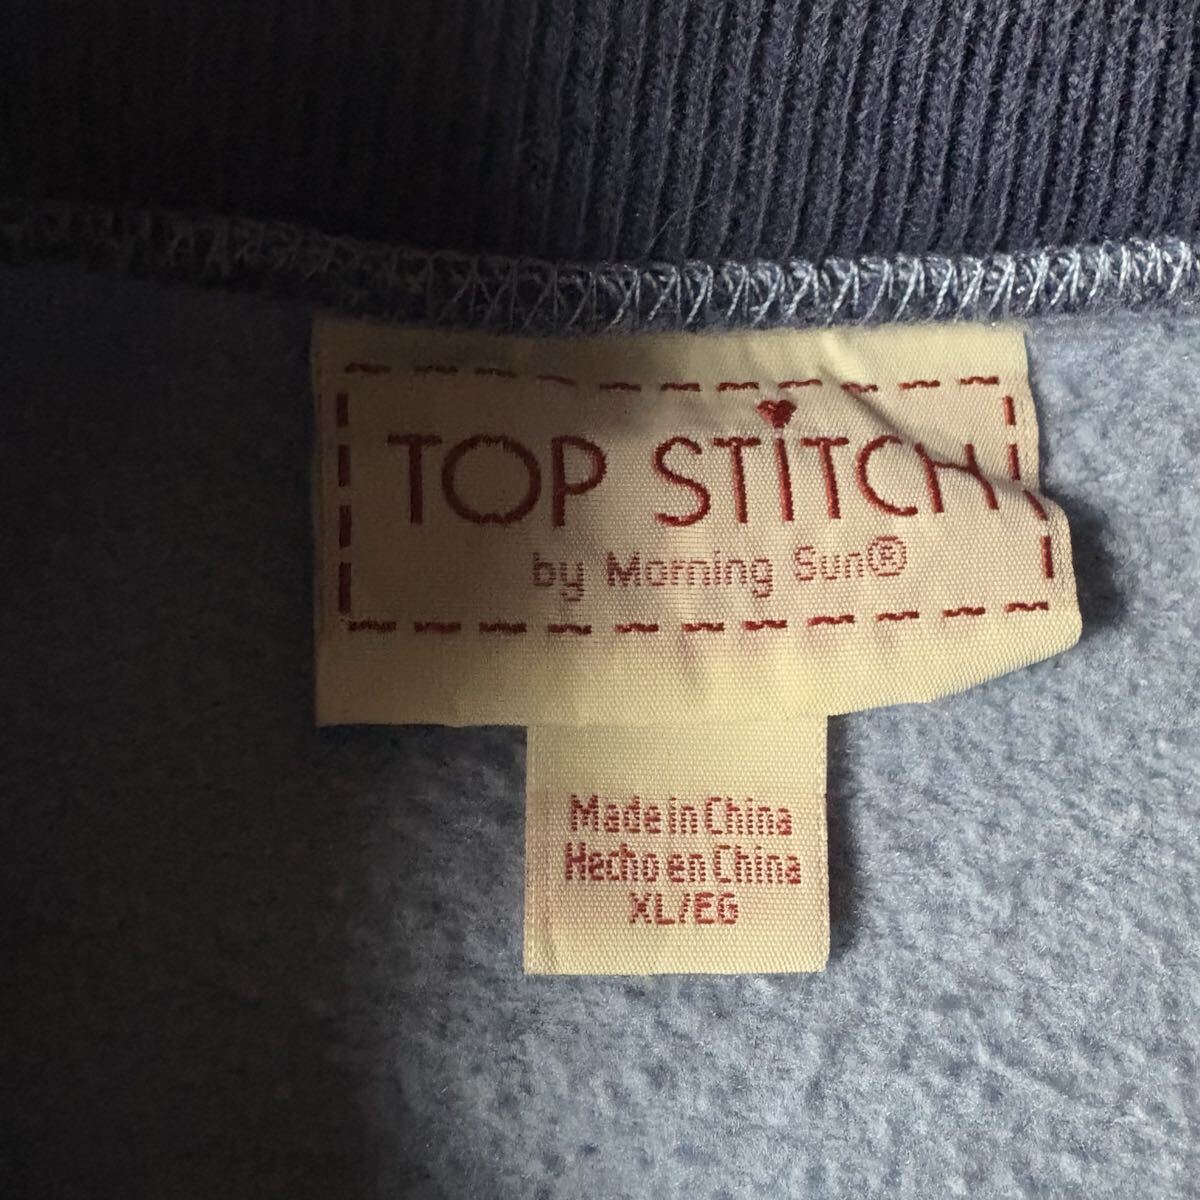 TOP STiTCH
by Morning Sun®
Made in China
Hecho en China
XL/EG